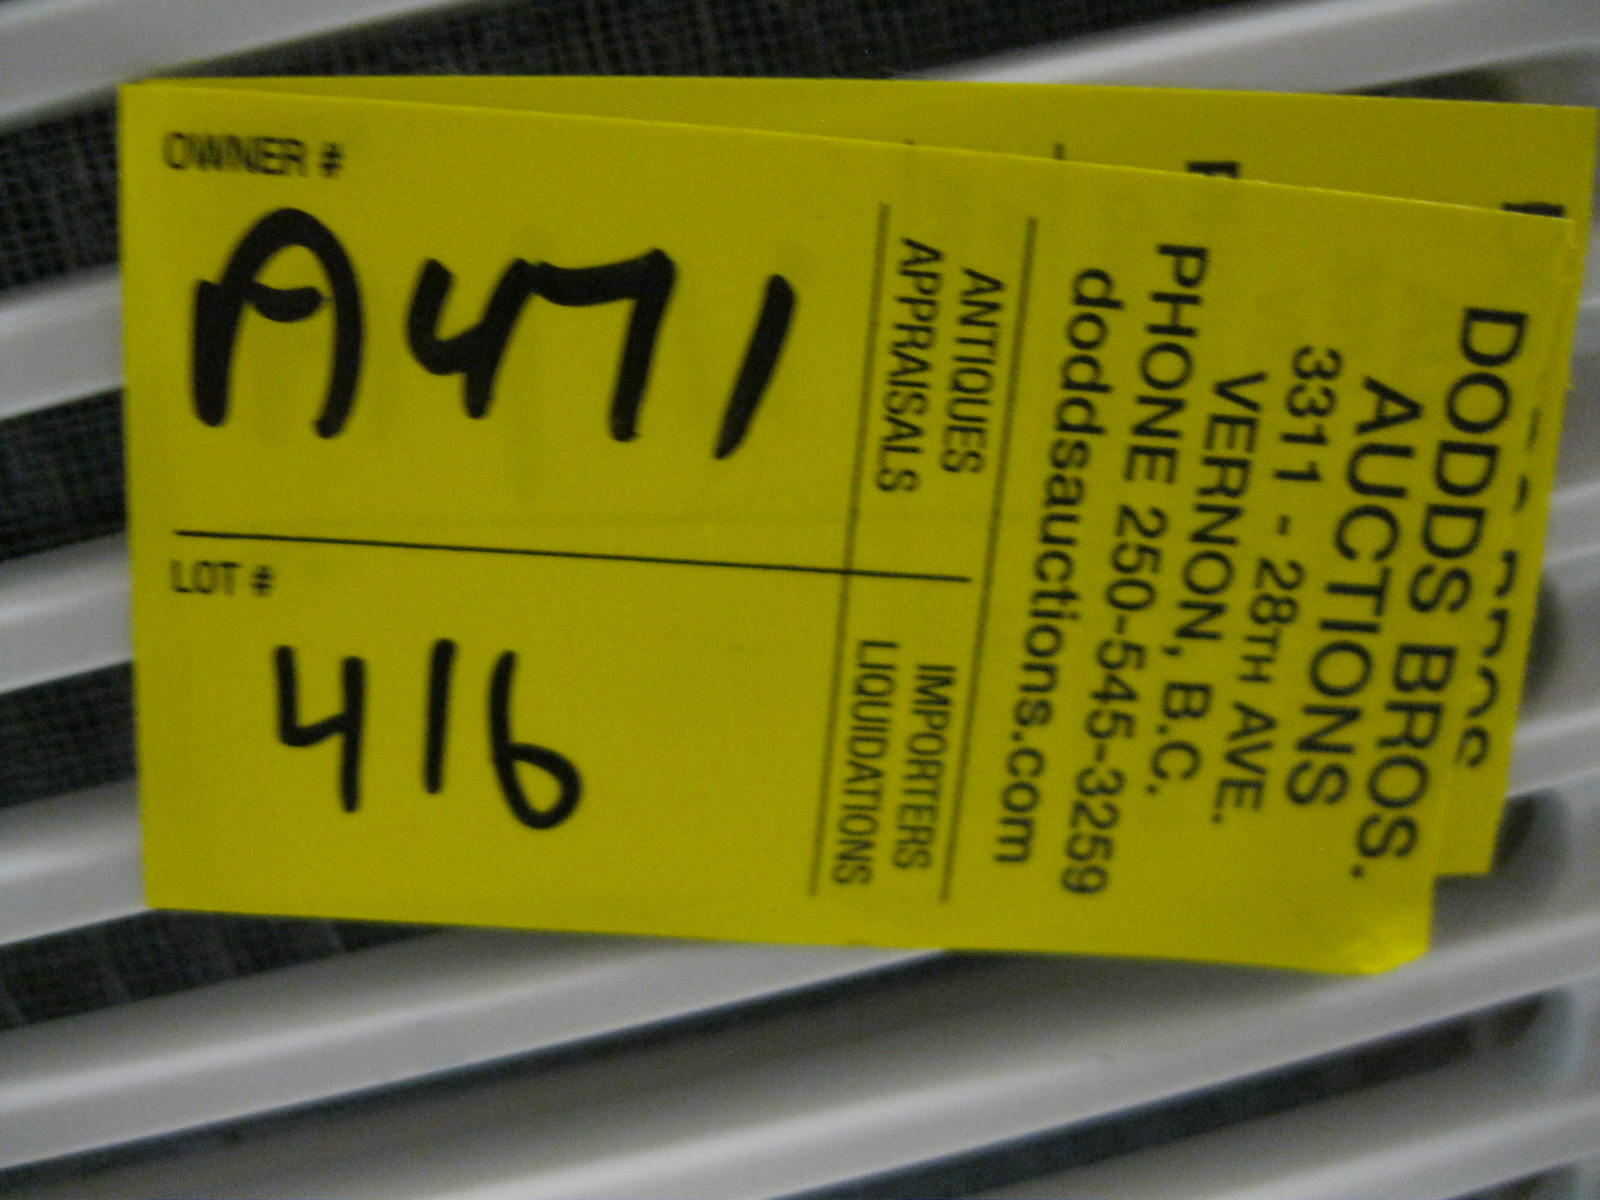 OWNER #
A471
LOT #
416
DODDS BROS.
AUCTIONS
3311 - 28TH AVE.
VERNON, B.C.
PHONE 250-545-3259
doddsauctions.com
ANTIQUES
APPRAISALS
IMPORTERS
LIQUIDATIONS